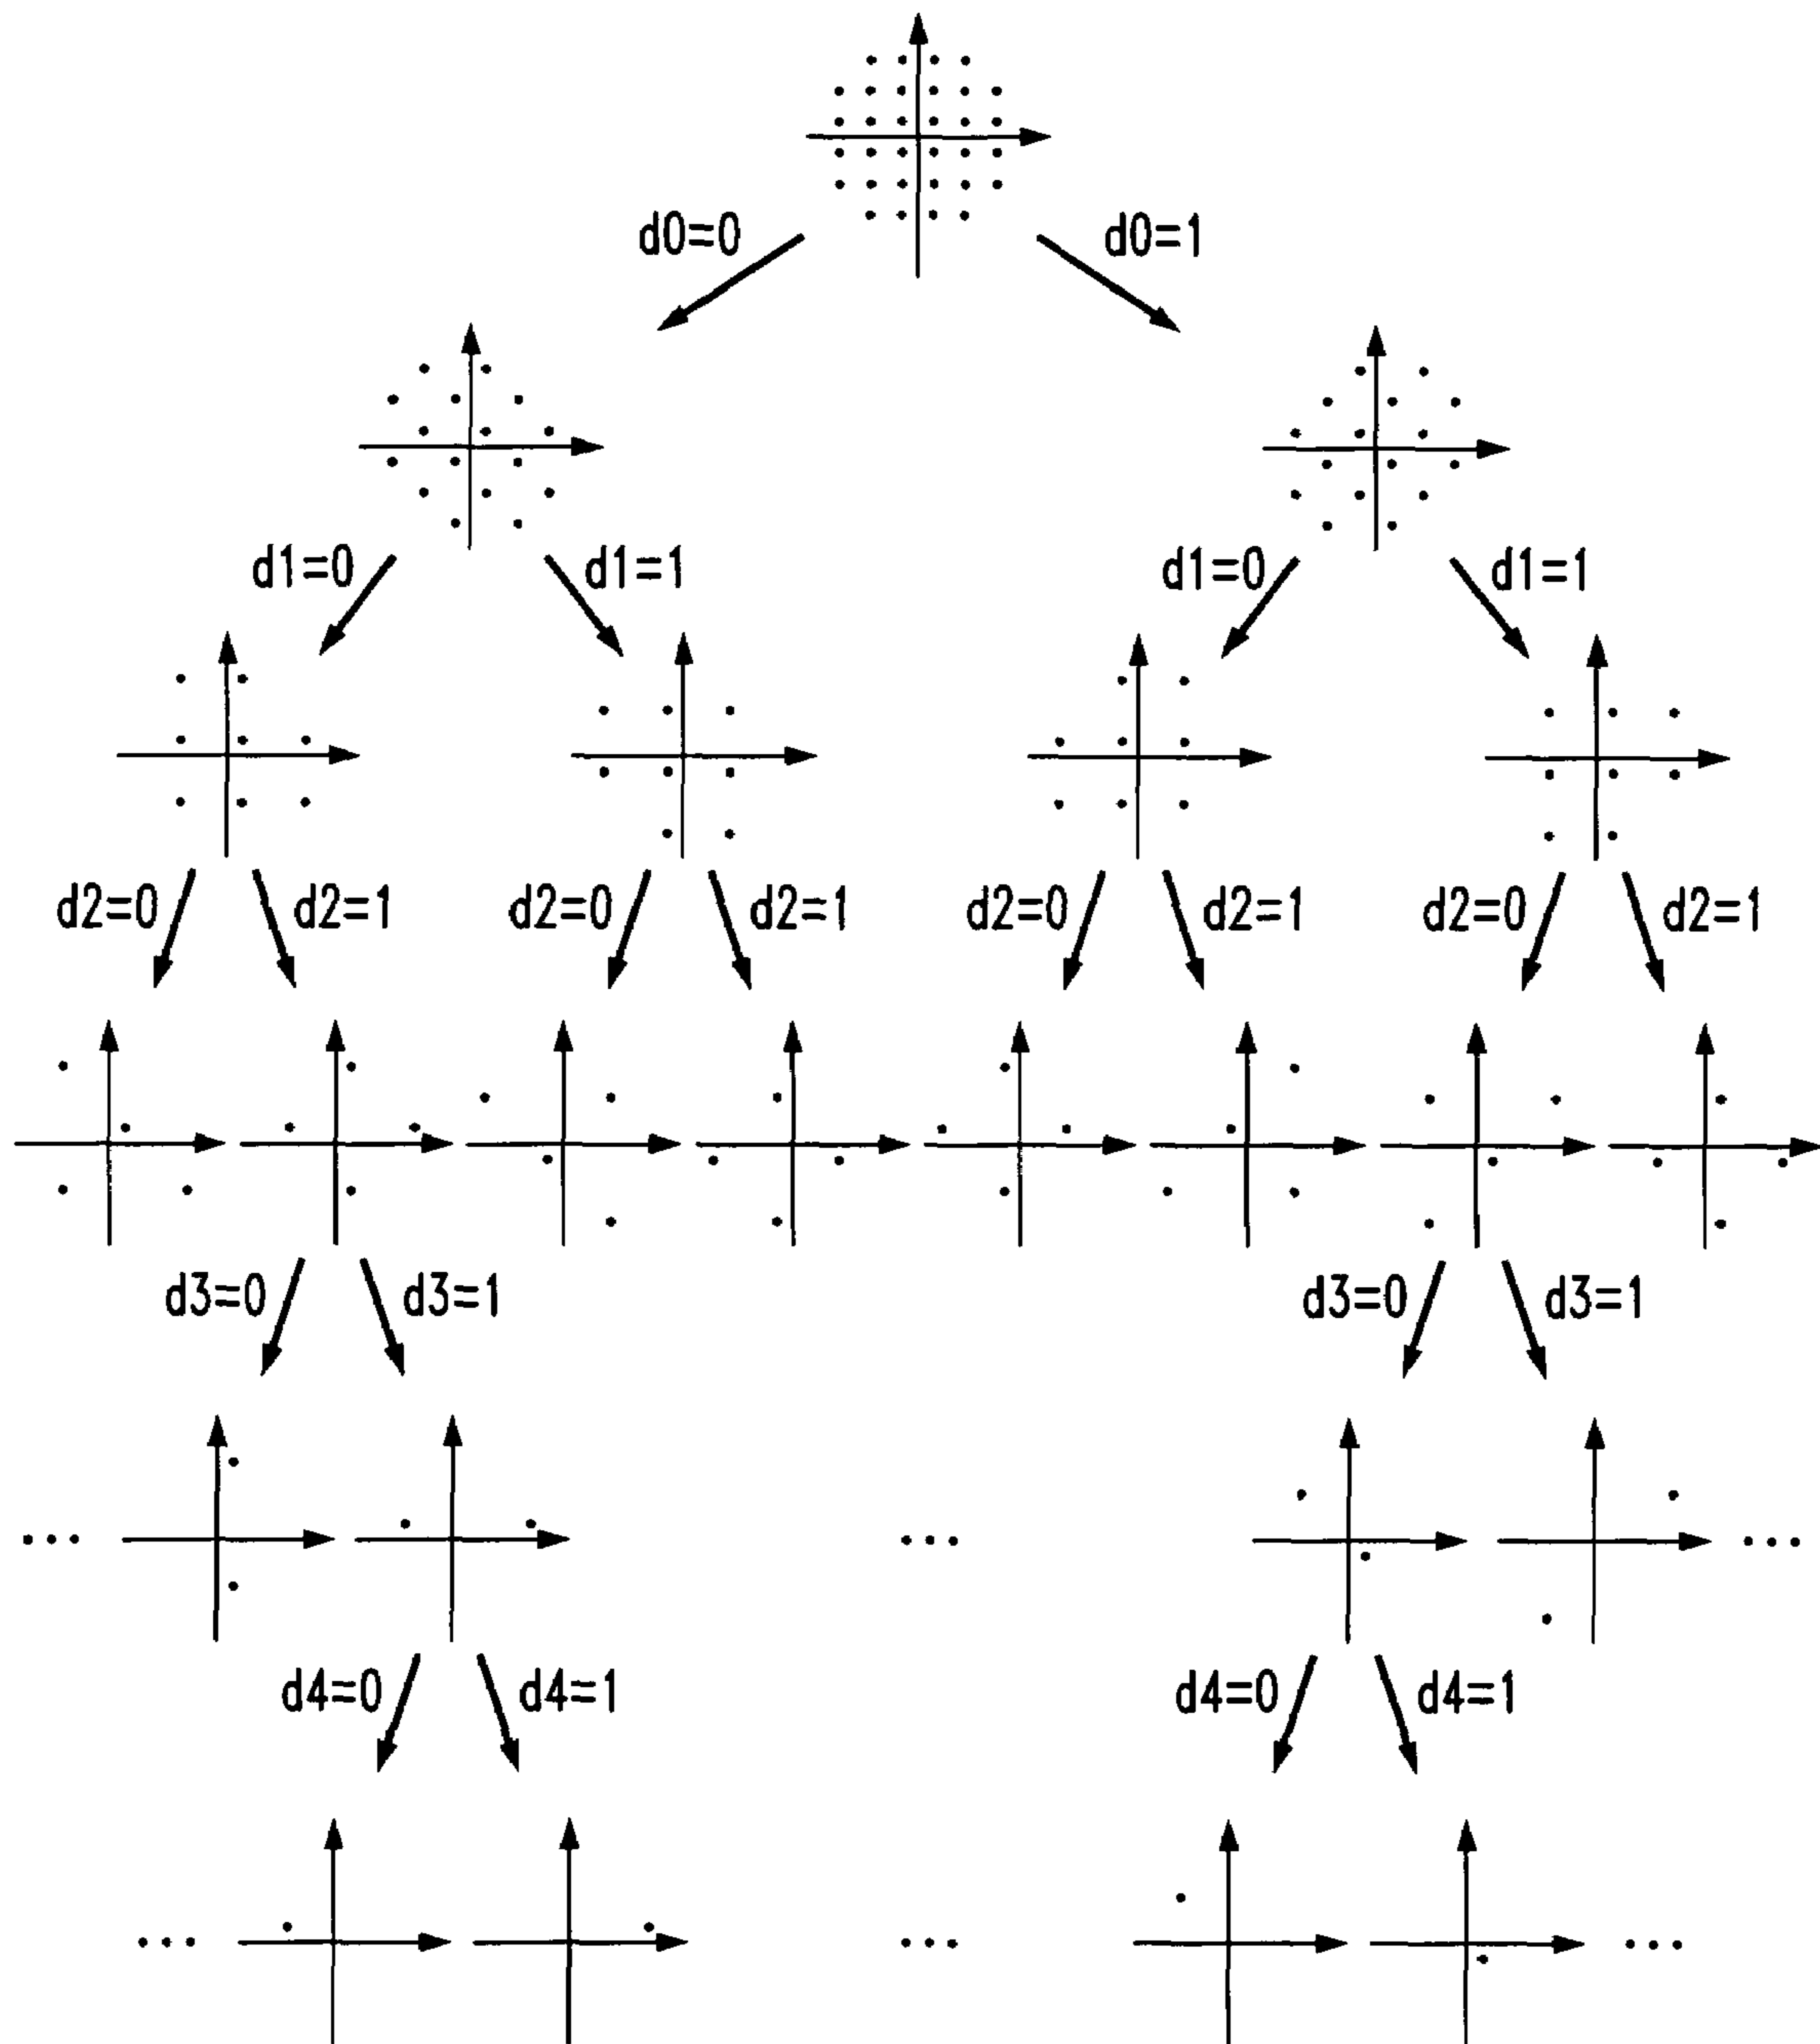 d0=0 d0=1
d1=0 d1=1 d1=0 d1=1
d2=0 d2=1 d2=0 d2=1 d2=0 d2=1 d2=0 d2=1
d3=0 d3=1 d3=0 d3=1
... ... ...
d4=0 d4=1 d4=0 d4=1
... ... ...